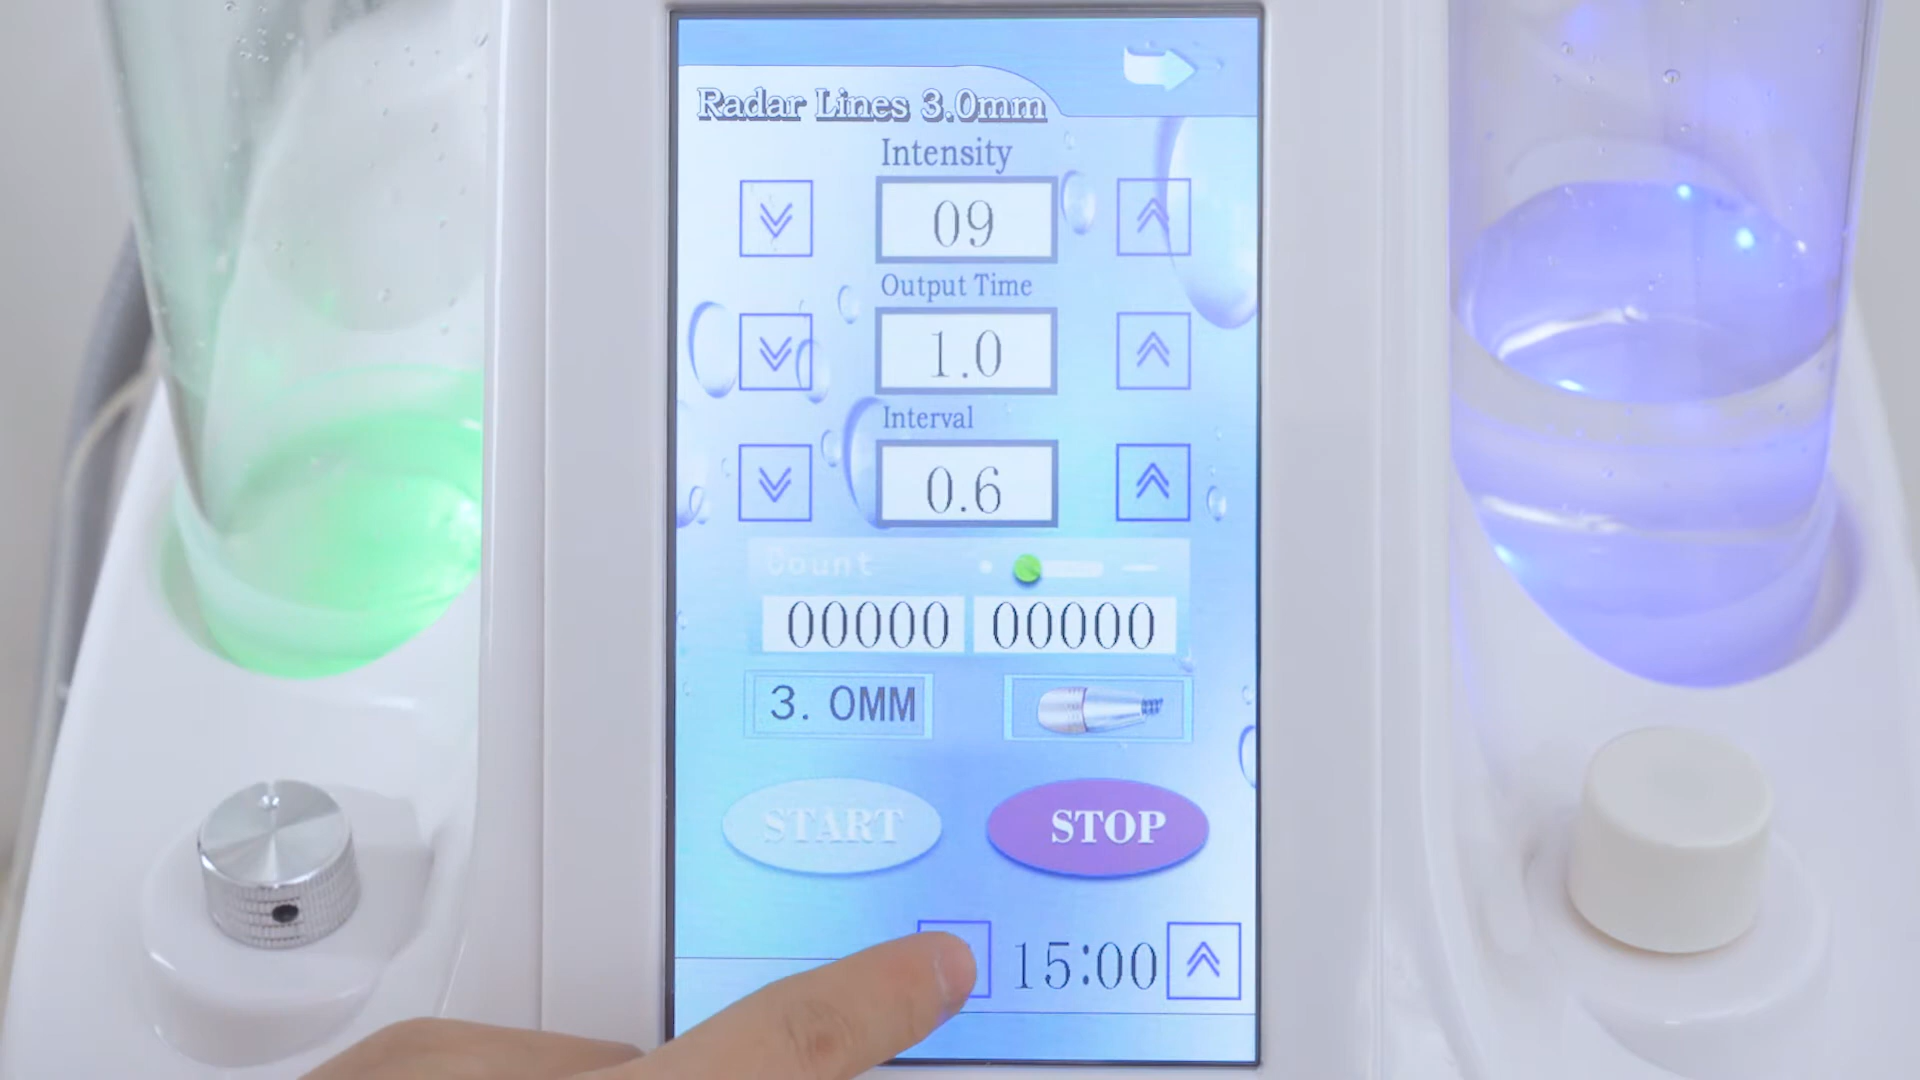 Radar Lines 3.0mm
Intensity
09
Output Time
1.0
Interval
0.6
Count
00000 00000
3. 0MM
START STOP
15:00